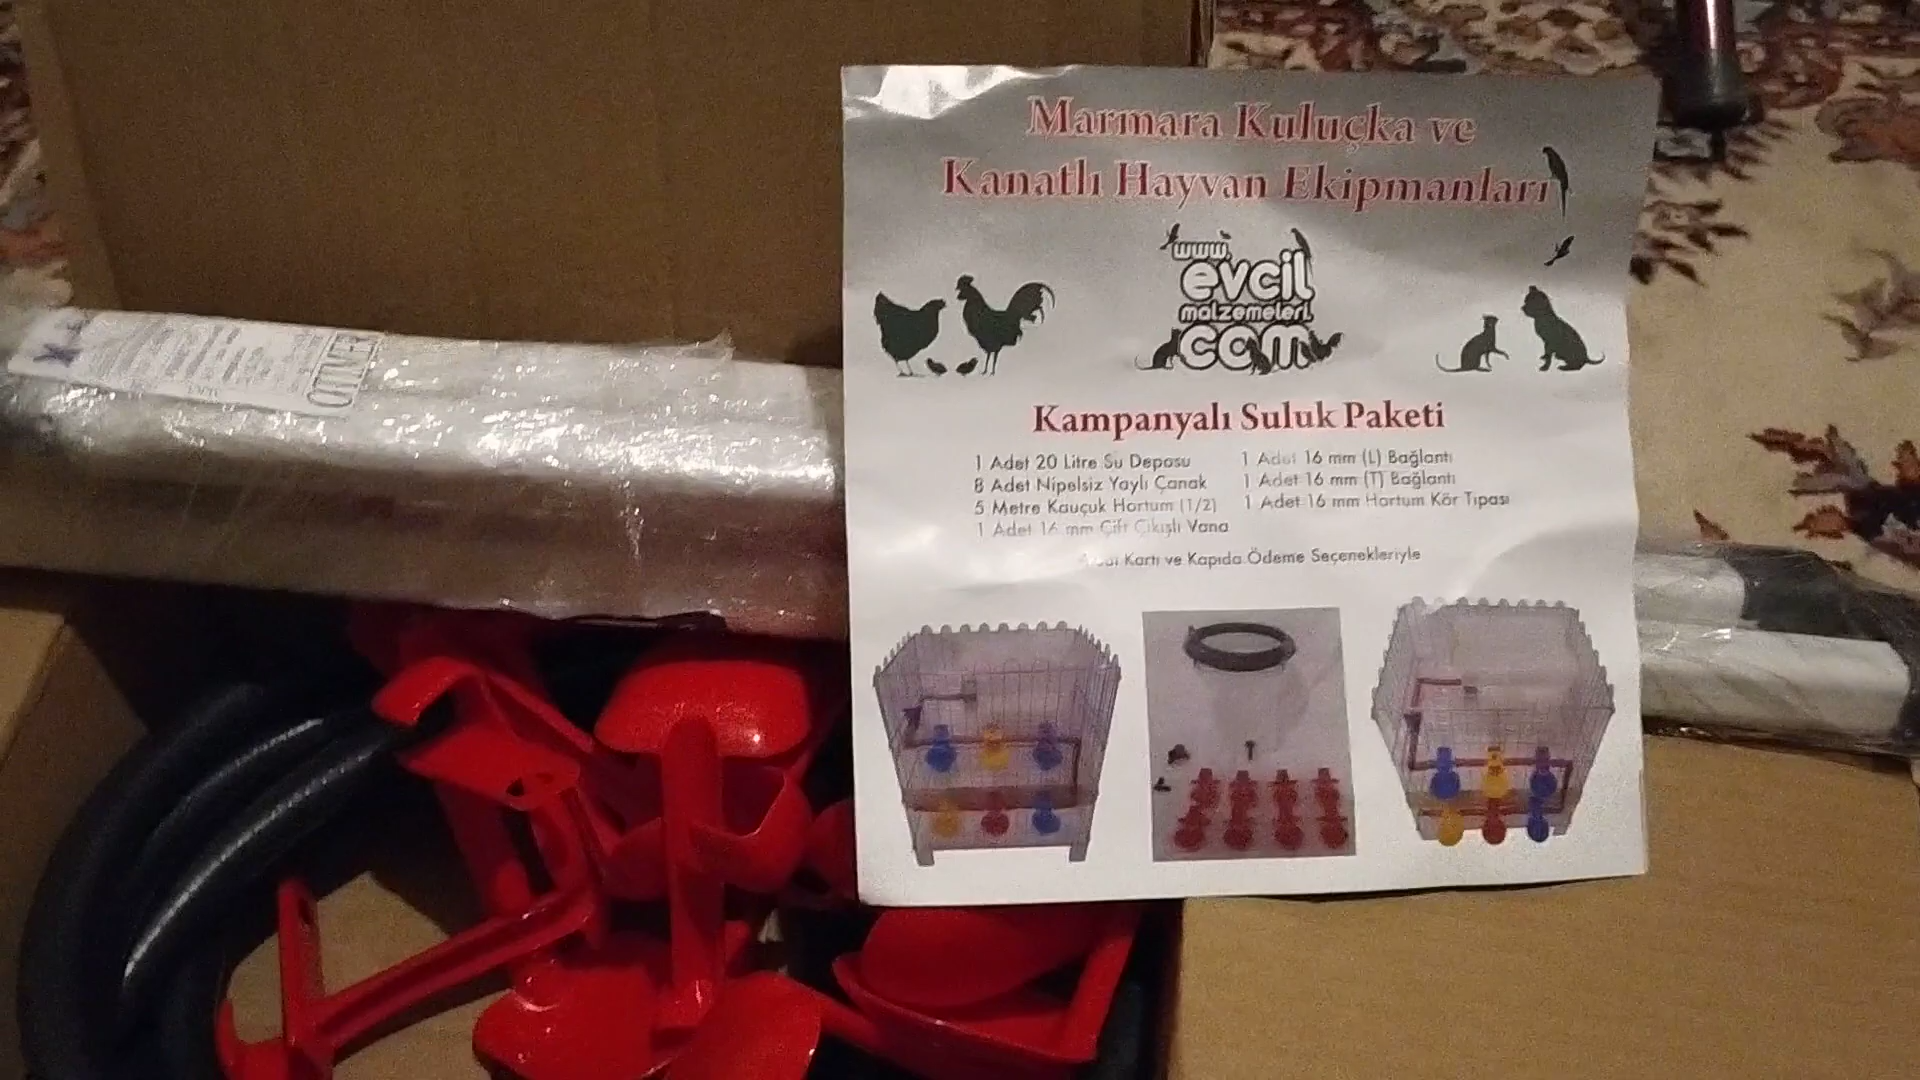 Marmara Kuluçka ve
Kanatlı Hayvan Ekipmanları
www.
evcil
malzemeleri.
com
Kampanyalı Suluk Paketi
1 Adet 20 Litre Su Deposu
8 Adet Nipelsiz Yaylı Çanak
5 Metre Kauçuk Hortum (1/2)
1 Adet 16 mm Çift Çıkışlı Vana
1 Adet 16 mm (L) Bağlantı
1 Adet 16 mm (T) Bağlantı
1 Adet 16 mm Hortum Kör Tıpası
Kartı ve Kapıda Ödeme Seçenekleriyle